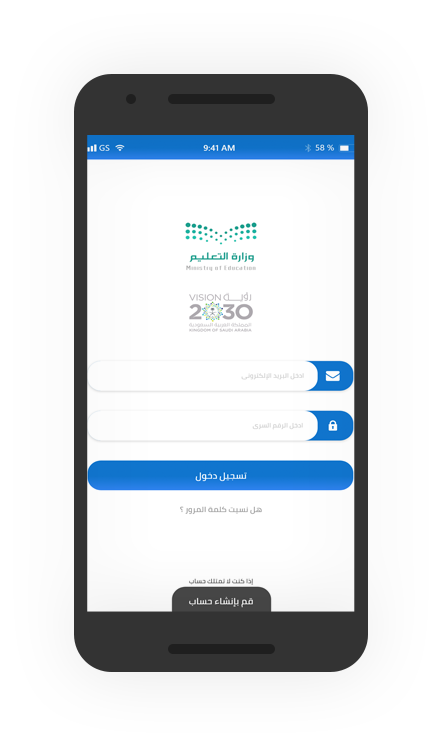 GS 9:41 AM 58 %
وزارة التعليم
Ministry of Education
VISION رؤيـــة
2030
المملكة العربية السعودية
KINGDOM OF SAUDI ARABIA
ادخل البريد الإلكتروني
ادخل الرقم السري
تسجيل دخول
هل نسيت كلمة المرور ؟
إذا كنت لا تمتلك حساب
قم بإنشاء حساب